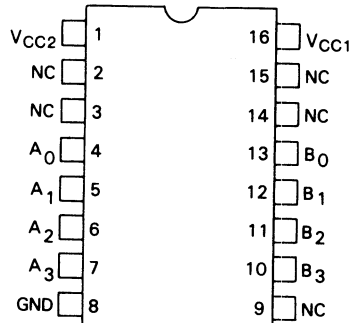 VCC2 1 16 VCC1
NC 2 15 NC
NC 3 14 NC
A0 4 13 B0
A1 5 12 B1
A2 6 11 B2
A3 7 10 B3
GND 8 9 NC